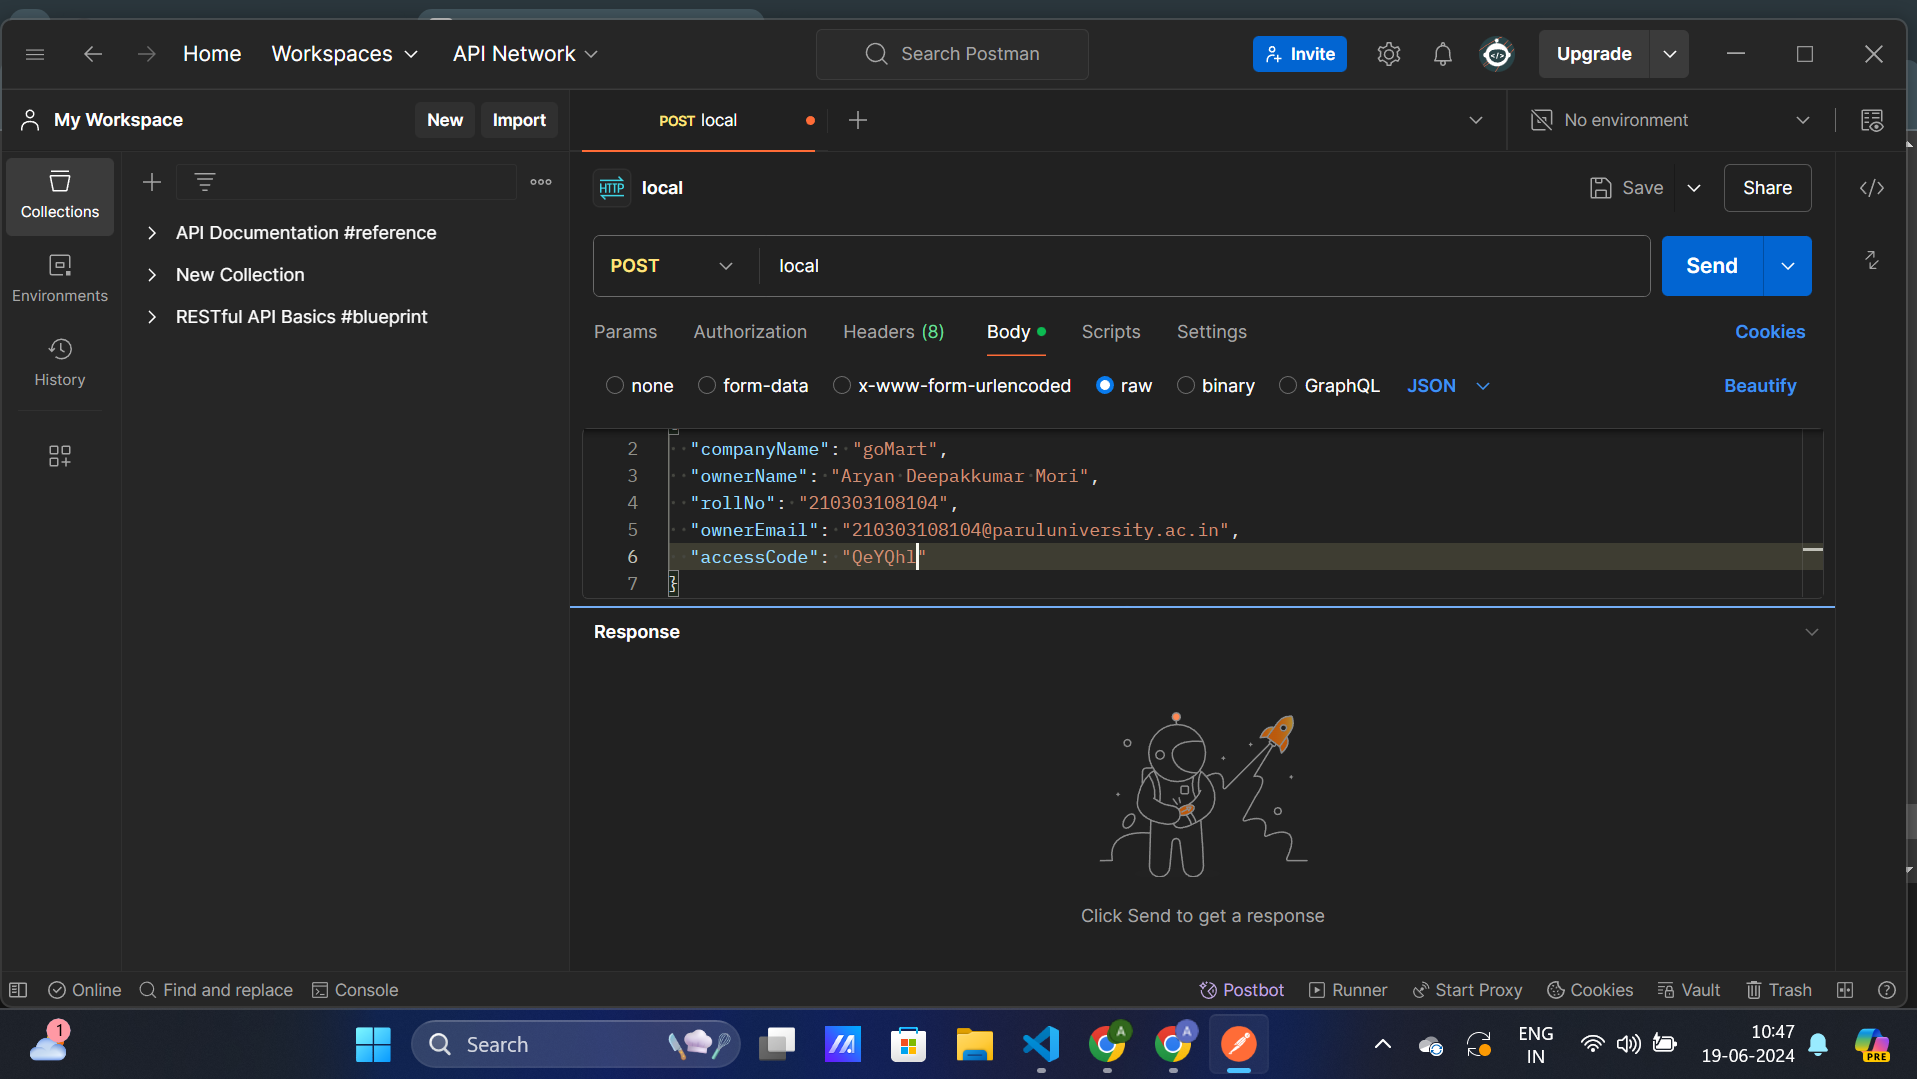 Home Workspaces API Network Search Postman Invite Upgrade
My Workspace New Import POST local No environment
Collections
Environments
History
API Documentation #reference
New Collection
RESTful API Basics #blueprint
HTTP local Save Share
POST local Send
Params Authorization Headers (8) Body Scripts Settings Cookies
none form-data x-www-form-urlencoded raw binary GraphQL JSON Beautify
2 "companyName": "goMart",
3 "ownerName": "Aryan Deepakkumar Mori",
4 "rollNo": "210303108104",
5 "ownerEmail": "210303108104@paruluniversity.ac.in",
6 "accessCode": "QeYQhl"
7 }
Response
Click Send to get a response
Online Find and replace Console Postbot Runner Start Proxy Cookies Vault Trash
1 Search A A ENG 10:47
IN 19-06-2024 PRE